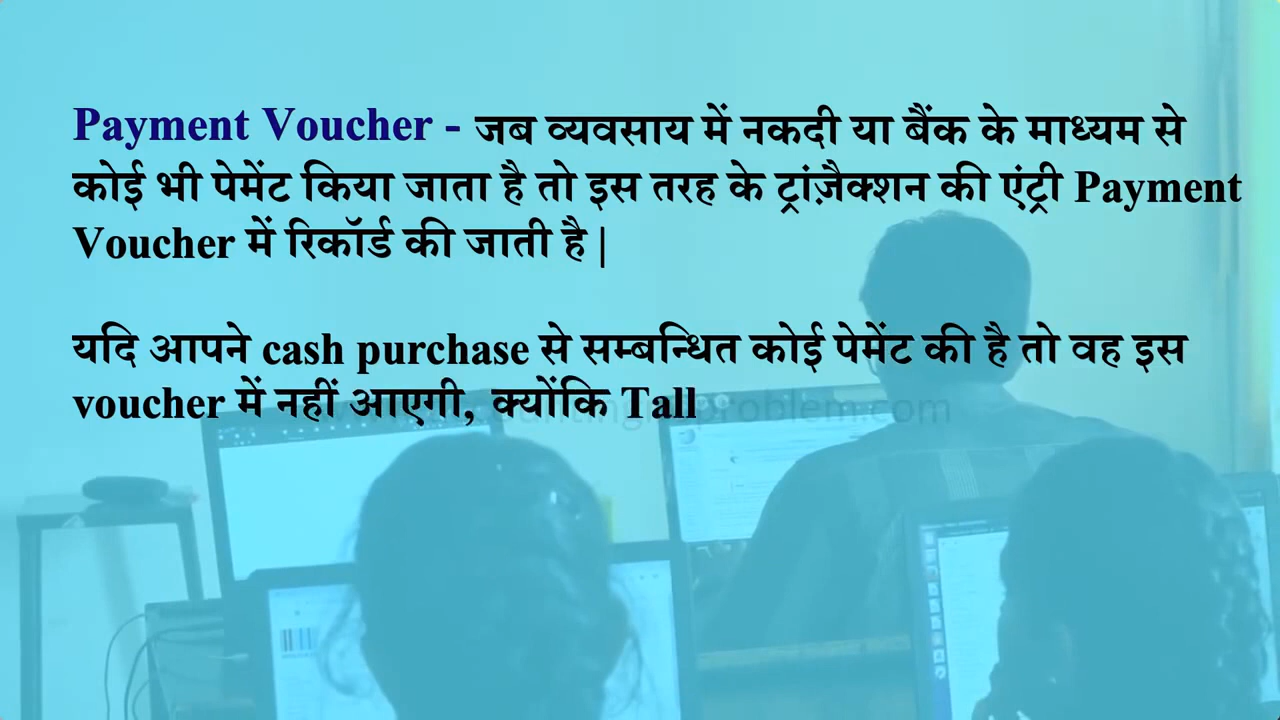 Payment Voucher - जब व्यवसाय में नकदी या बैंक के माध्यम से
कोई भी पेमेंट किया जाता है तो इस तरह के ट्रांज़ैक्शन की एंट्री Payment
Voucher में रिकॉर्ड की जाती है |
यदि आपने cash purchase से सम्बन्धित कोई पेमेंट की है तो वह इस
voucher में नहीं आएगी, क्योंकि Tall